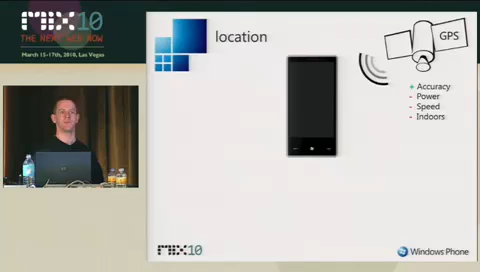 MIX10
THE NEXT WEB NOW
March 15-17th, 2010, Las Vegas
location
GPS
+ Accuracy
- Power
- Speed
- Indoors
MIX10
Windows Phone